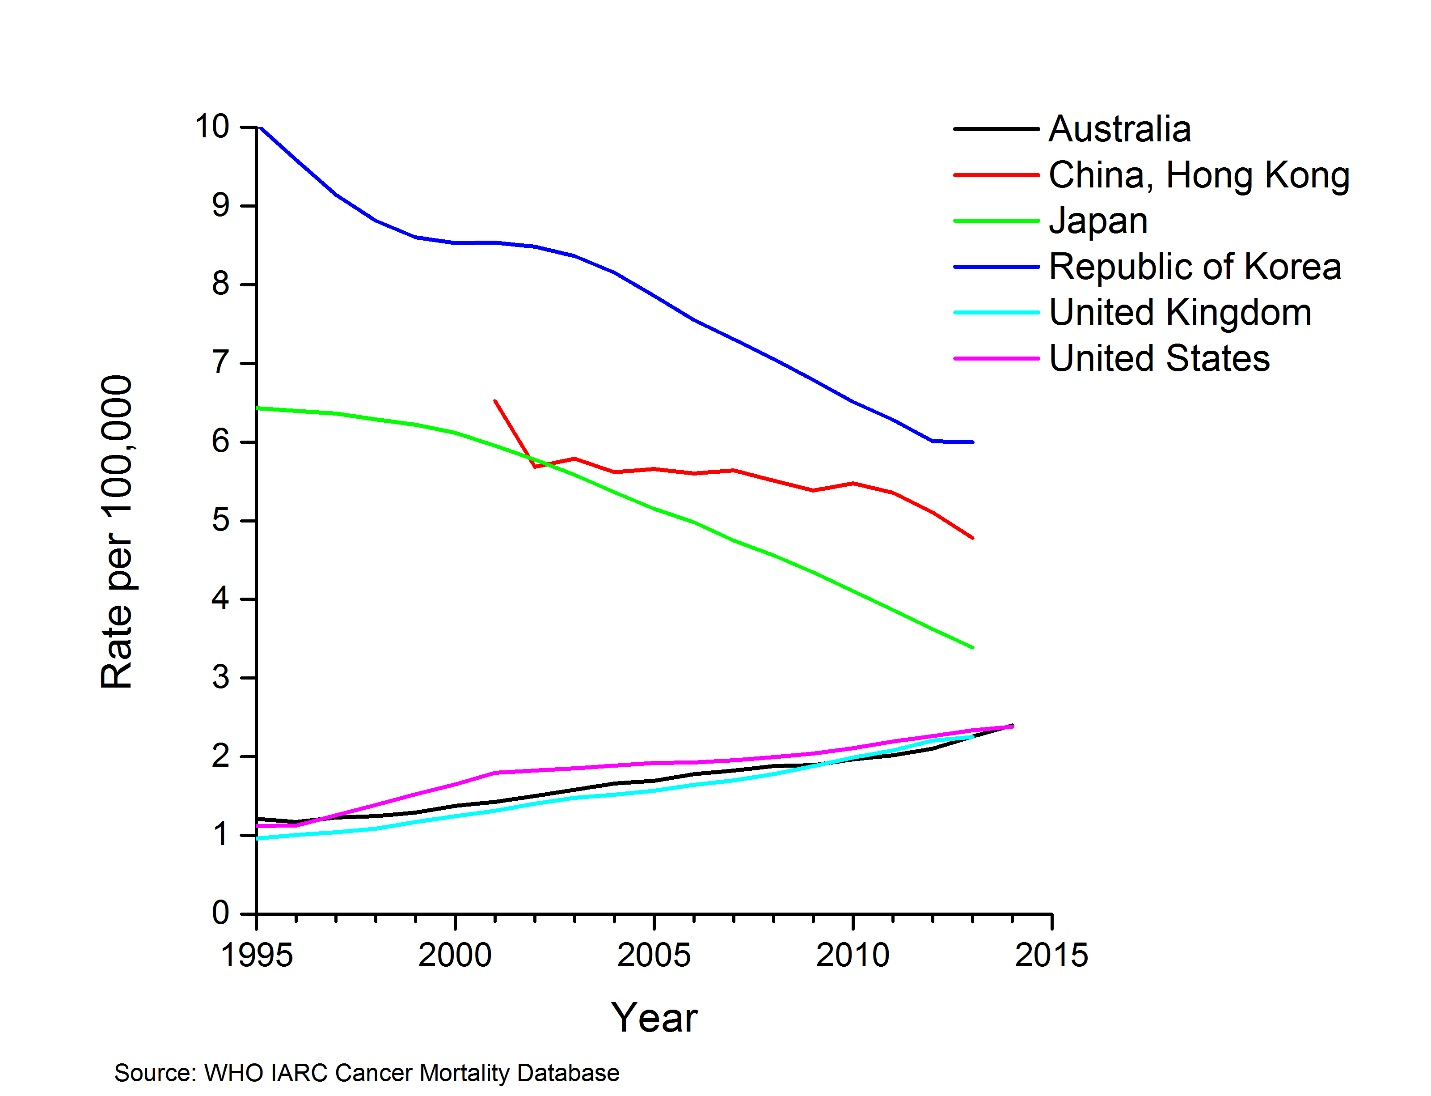 10
9
8
7
6
5
4
3
2
1
0
Rate per 100,000
1995
2000
2005
2010
2015
Year
Australia
China, Hong Kong
Japan
Republic of Korea
United Kingdom
United States
Source: WHO IARC Cancer Mortality Database